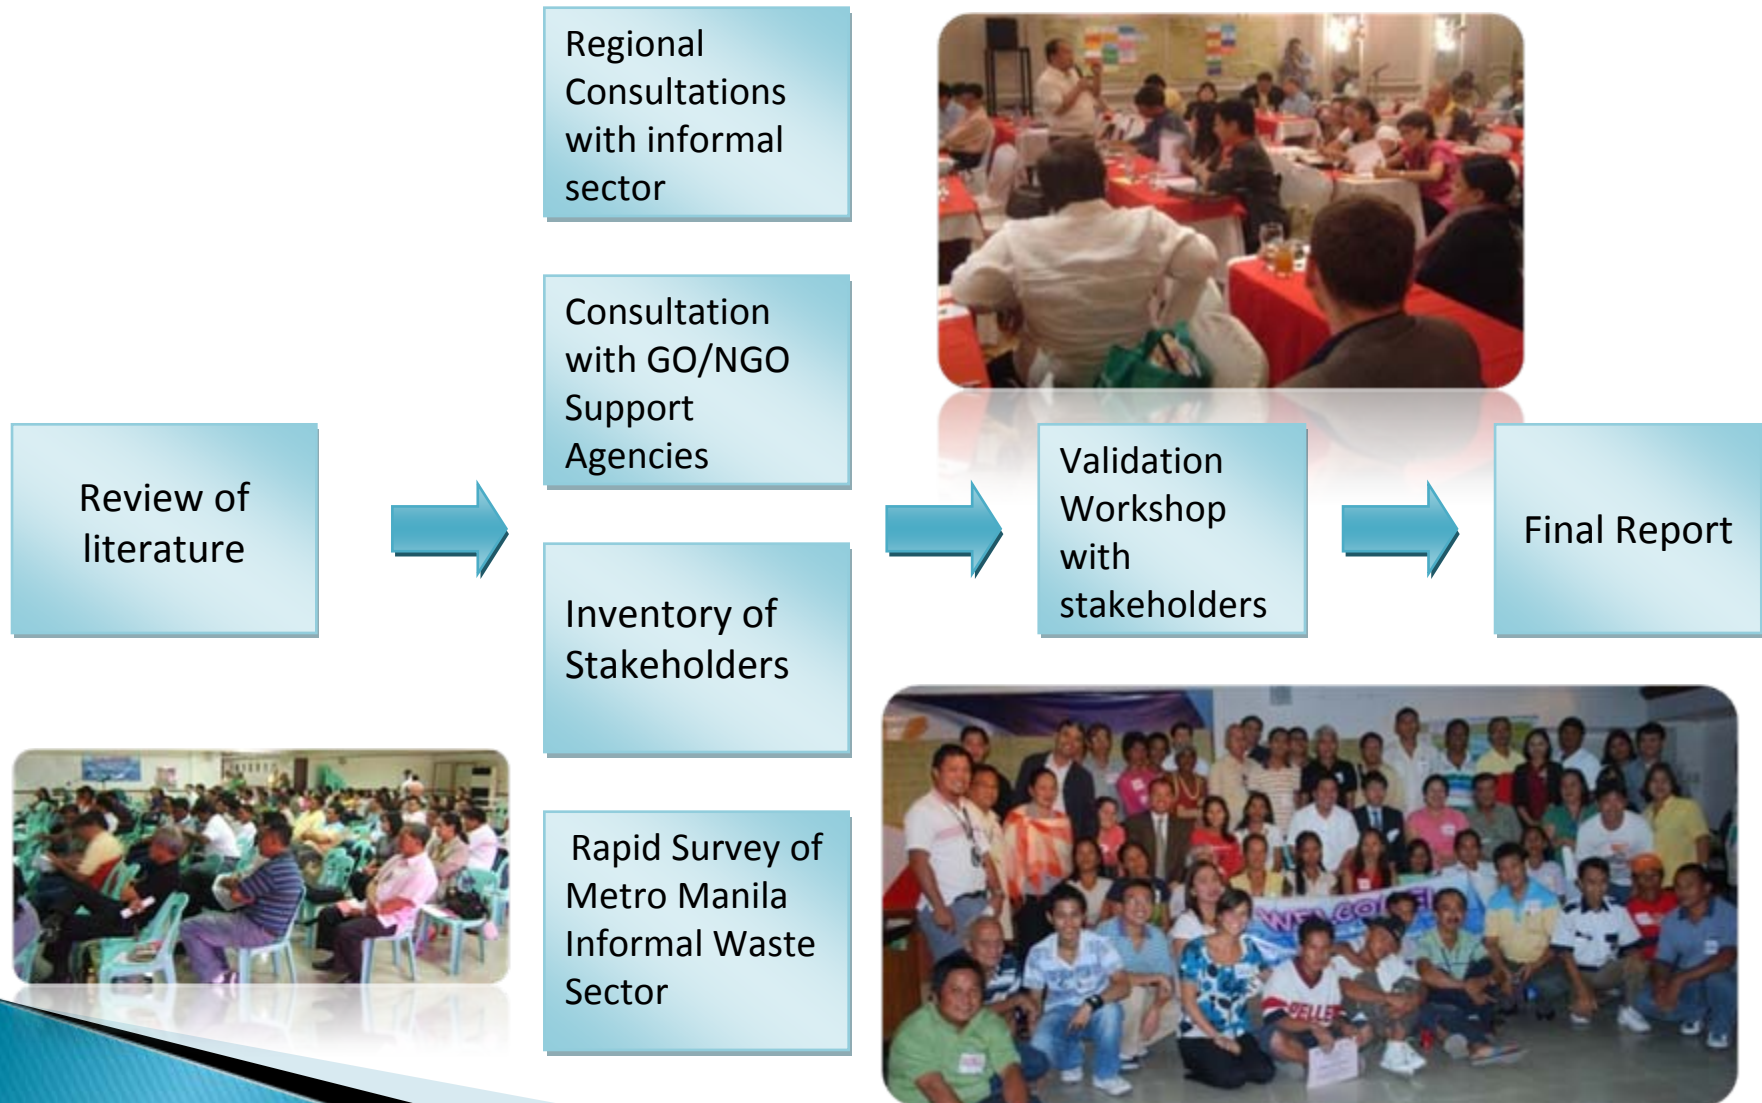 Regional
Consultations
with informal
sector
Consultation
with GO/NGO
Support
Agencies
Review of
literature
Inventory of
Stakeholders
Rapid Survey of
Metro Manila
Informal Waste
Sector
Validation
Workshop
with
stakeholders
Final Report
WELCOME